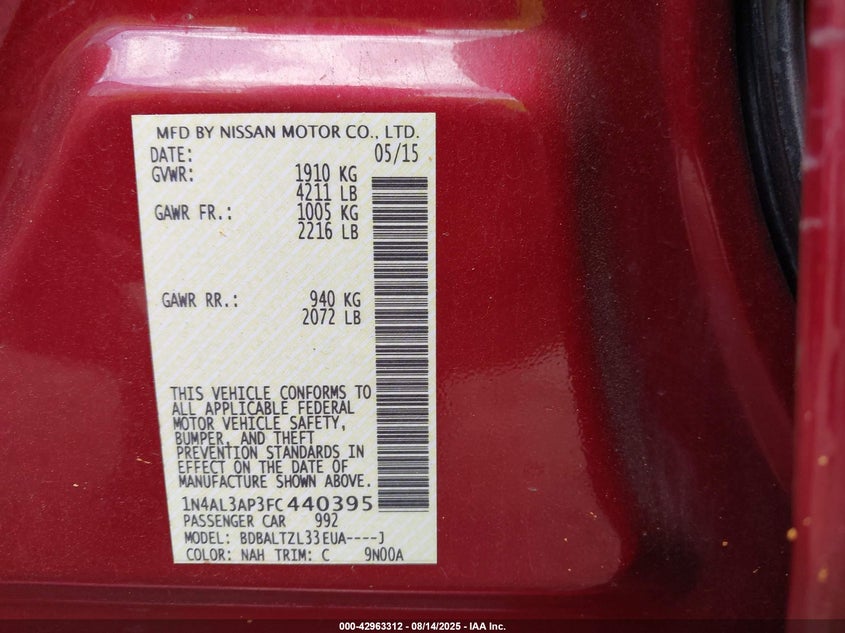 MFD BY NISSAN MOTOR CO., LTD.
DATE: 05/15
GVWR: 1910 KG
4211 LB
GAWR FR.: 1005 KG
2216 LB
GAWR RR.: 940 KG
2072 LB
THIS VEHICLE CONFORMS TO
ALL APPLICABLE FEDERAL
MOTOR VEHICLE SAFETY,
BUMPER, AND THEFT
PREVENTION STANDARDS IN
EFFECT ON THE DATE OF
MANUFACTURE SHOWN ABOVE.
1N4AL3AP3FC440395
PASSENGER CAR 992
MODEL: BDBALTZL33EUA----J
COLOR: NAH TRIM: C 9N00A
000-42963312 - 08/14/2025 - IAA Inc.